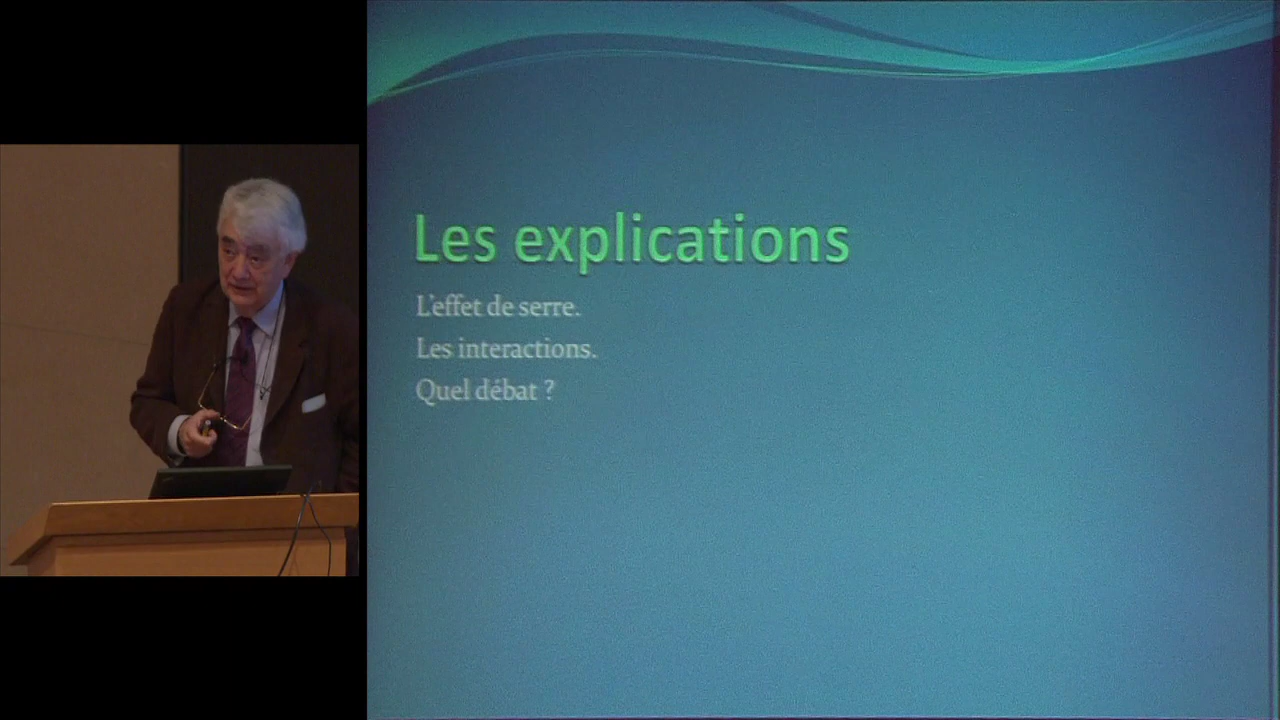 Les explications
L'effet de serre.
Les interactions.
Quel débat ?